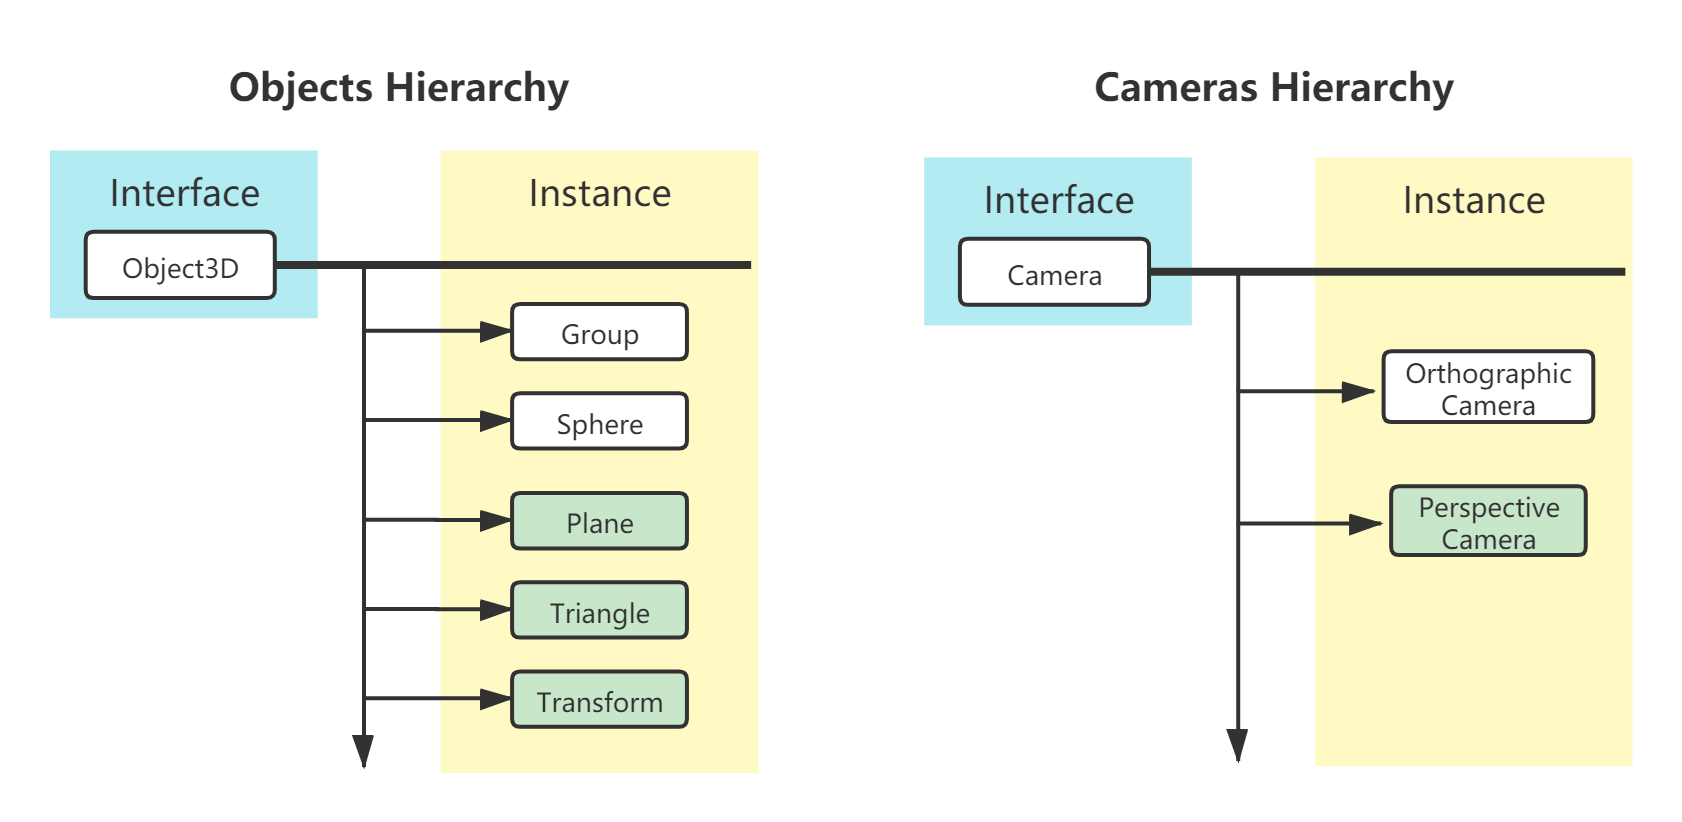 Objects Hierarchy
Interface
Object3D
Instance
Group
Sphere
Plane
Triangle
Transform
Cameras Hierarchy
Interface
Camera
Instance
Orthographic
Camera
Perspective
Camera